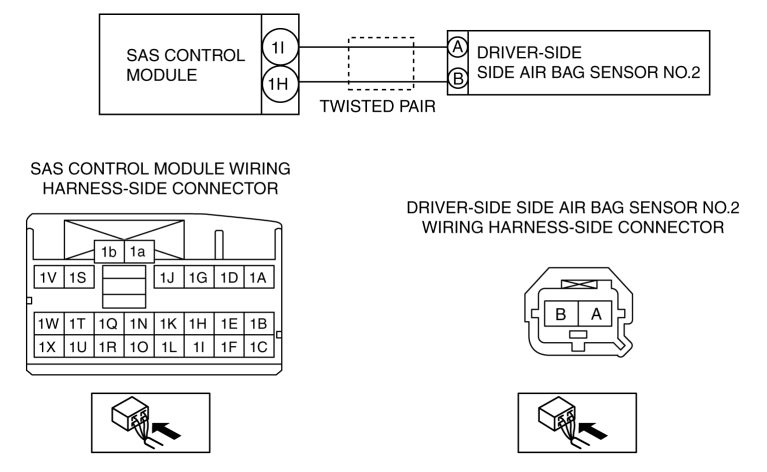 SAS CONTROL
MODULE
1I
1H
TWISTED PAIR
A
B
DRIVER-SIDE
SIDE AIR BAG SENSOR NO.2
SAS CONTROL MODULE WIRING
HARNESS-SIDE CONNECTOR
1b 1a
1V 1S 1J 1G 1D 1A
1W 1T 1Q 1N 1K 1H 1E 1B
1X 1U 1R 1O 1L 1I 1F 1C
DRIVER-SIDE SIDE AIR BAG SENSOR NO.2
WIRING HARNESS-SIDE CONNECTOR
B A